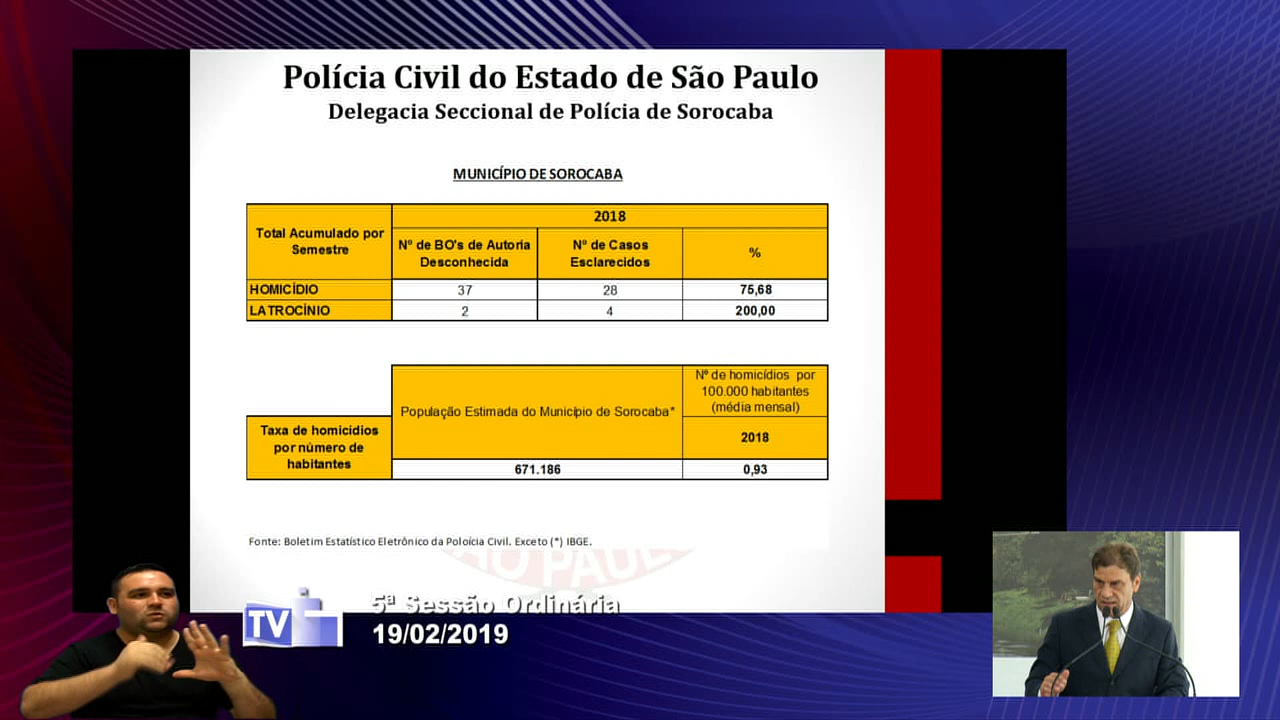 Polícia Civil do Estado de São Paulo
Delegacia Seccional de Polícia de Sorocaba
MUNICÍPIO DE SOROCABA
Total Acumulado por
Semestre
2018
Nº de BO's de Autoria
Desconhecida
Nº de Casos
Esclarecidos
%
HOMICÍDIO 37 28 75,68
LATROCÍNIO 2 4 200,00
População Estimada do Município de Sorocaba*
Nº de homicídios por
100.000 habitantes
(média mensal)
Taxa de homicídios
por número de
habitantes
2018
671.186 0,93
Fonte: Boletim Estatístico Eletrônico da Poloícia Civil. Exceto (*) IBGE.
ÃO PAUL
TV
5ª Sessão Ordinária
19/02/2019